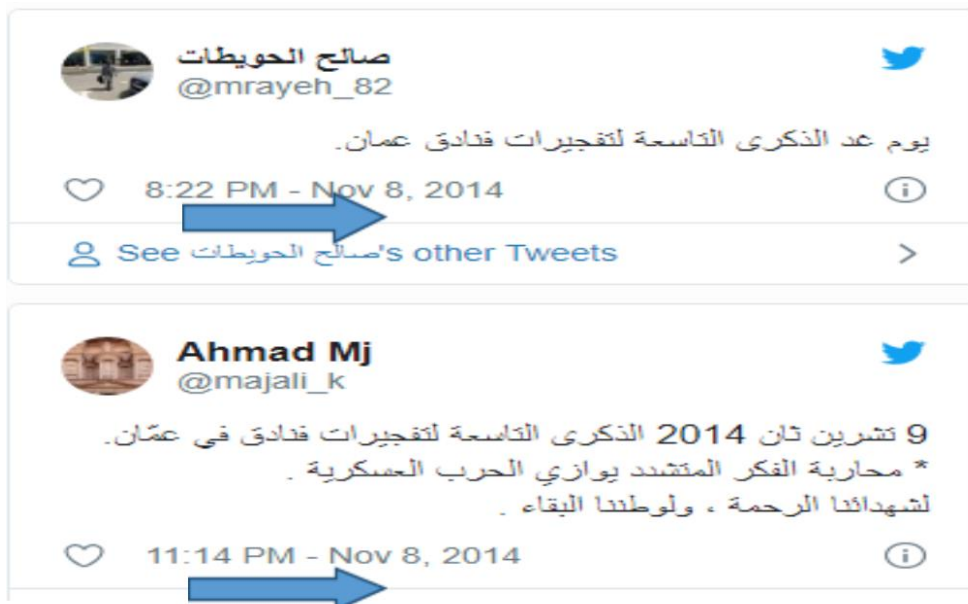 صالح الحويطات
@mrayeh_82
يوم غد الذكرى التاسعة لتفجيرات فنادق عمان.
8:22 PM - Nov 8, 2014
See صالح الحويطات's other Tweets
Ahmad Mj
@majali_k
9 تشرين ثان 2014 الذكرى التاسعة لتفجيرات فنادق في عمّان.
* محاربة الفكر المتشدد يوازي الحرب العسكرية .
لشهدائنا الرحمة ، ولوطننا البقاء .
11:14 PM - Nov 8, 2014